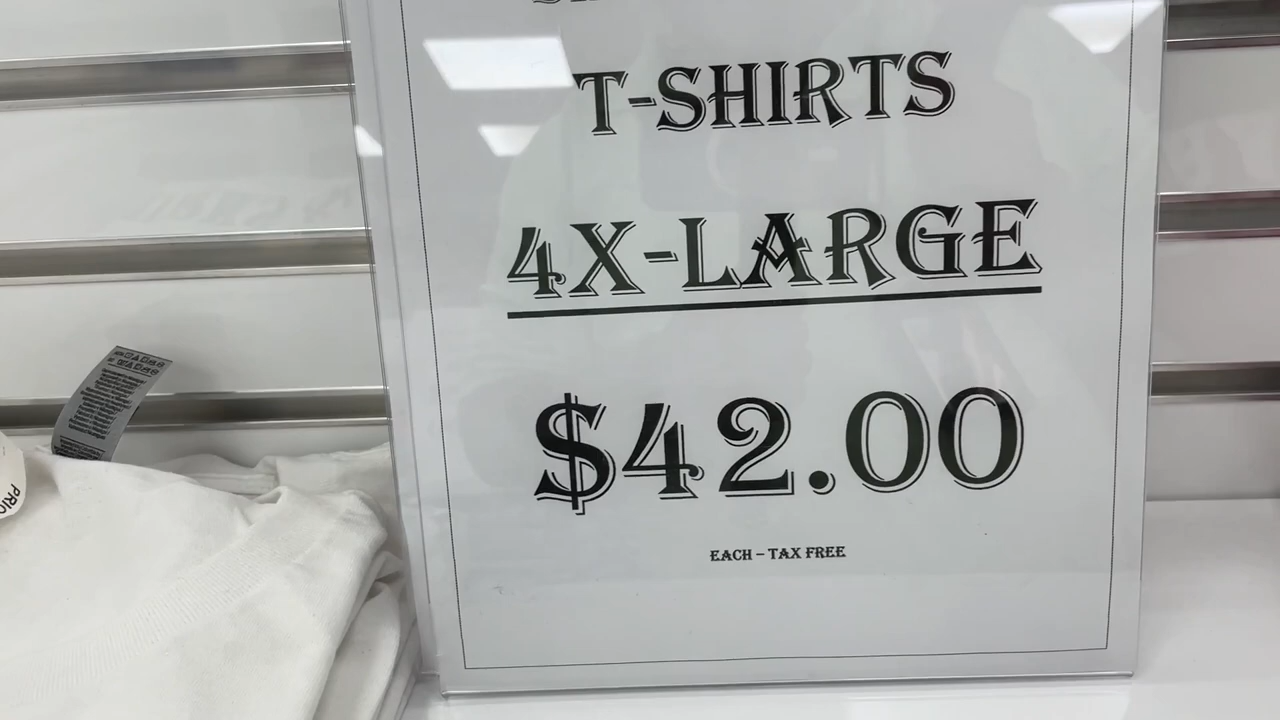 T-SHIRTS
4X-LARGE
$42.00
EACH – TAX FREE